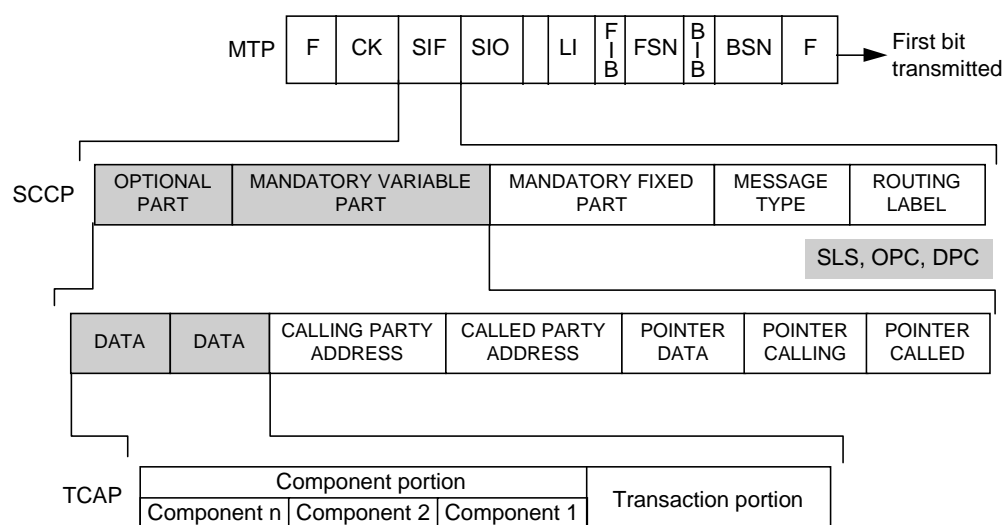 MTP F CK SIF SIO LI FIB FSN BIB BSN F First bit
transmitted
SCCP OPTIONAL PART MANDATORY VARIABLE PART MANDATORY FIXED PART MESSAGE TYPE ROUTING LABEL
SLS, OPC, DPC
DATA DATA CALLING PARTY ADDRESS CALLED PARTY ADDRESS POINTER DATA POINTER CALLING POINTER CALLED
TCAP Component portion Transaction portion
Component n Component 2 Component 1